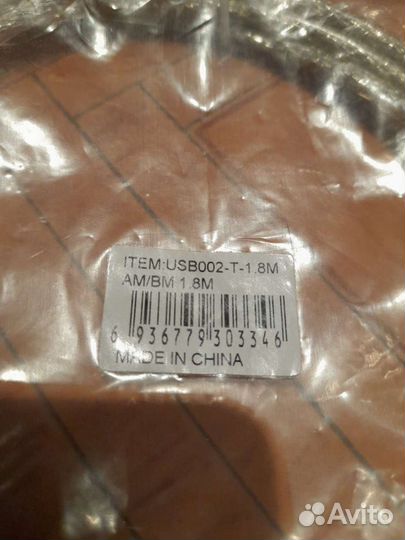 ITEM:USB002-T-1.8M
AM/BM 1.8M
6 936779 303346
MADE IN CHINA
Avito